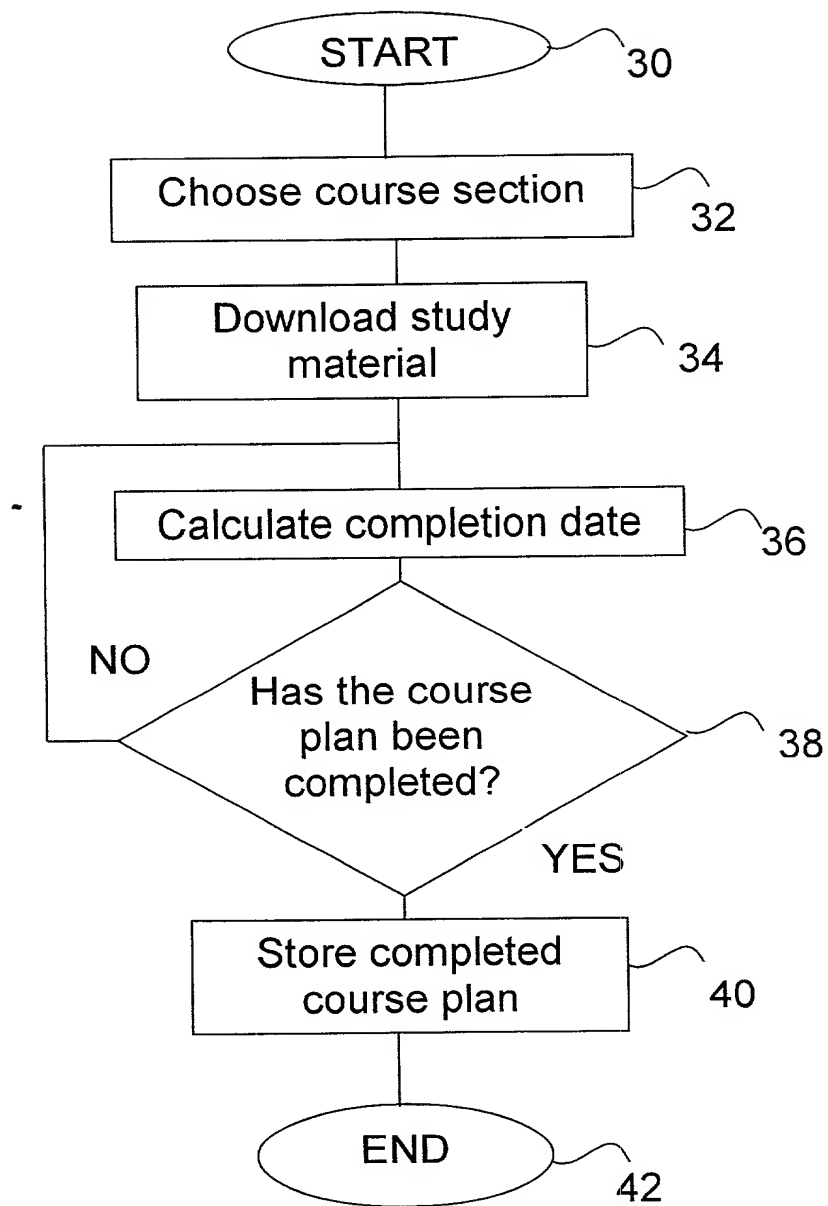 START
30
Choose course section
32
Download study
material
34
Calculate completion date
36
NO
Has the course
plan been
completed?
38
YES
Store completed
course plan
40
END
42